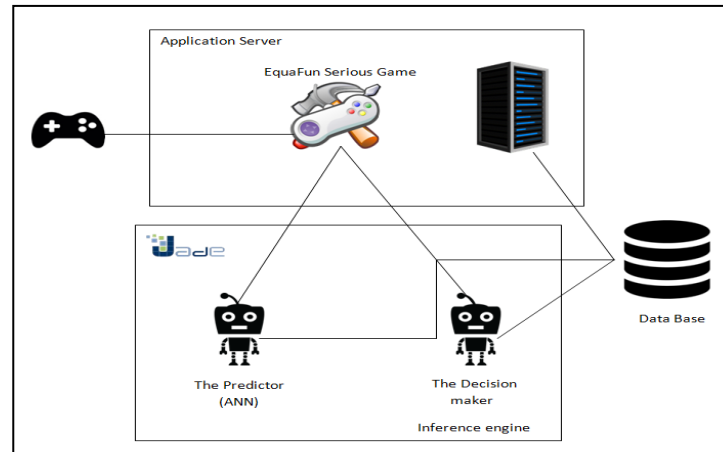 Application Server
EquaFun Serious Game
Jade
Data Base
The Predictor
(ANN)
The Decision
maker
Inference engine